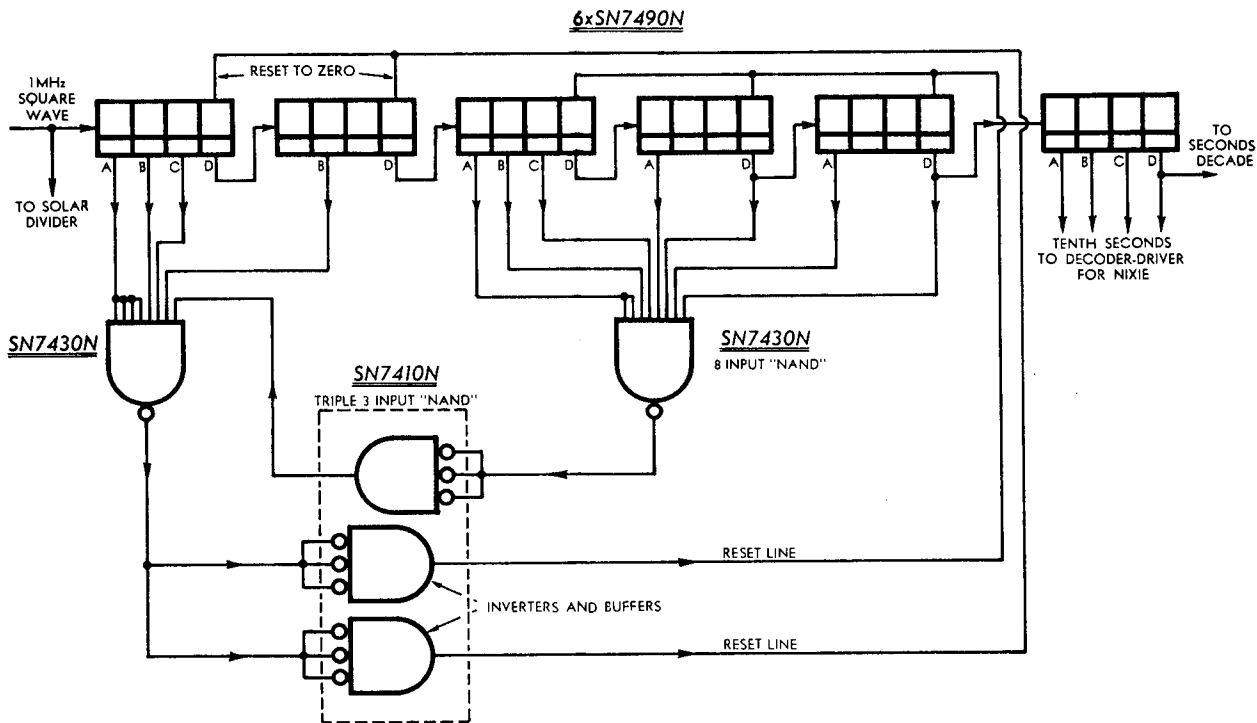 6xSN7490N
1MHz
SQUARE
WAVE
RESET TO ZERO
TO
SECONDS
DECADE
A B C D
B D
A B C D
A D
A D
A B C D
TO SOLAR
DIVIDER
TENTH SECONDS
TO DECODER-DRIVER
FOR NIXIE
SN7430N
SN7430N
8 INPUT "NAND"
SN7410N
TRIPLE 3 INPUT "NAND"
RESET LINE
INVERTERS AND BUFFERS
RESET LINE